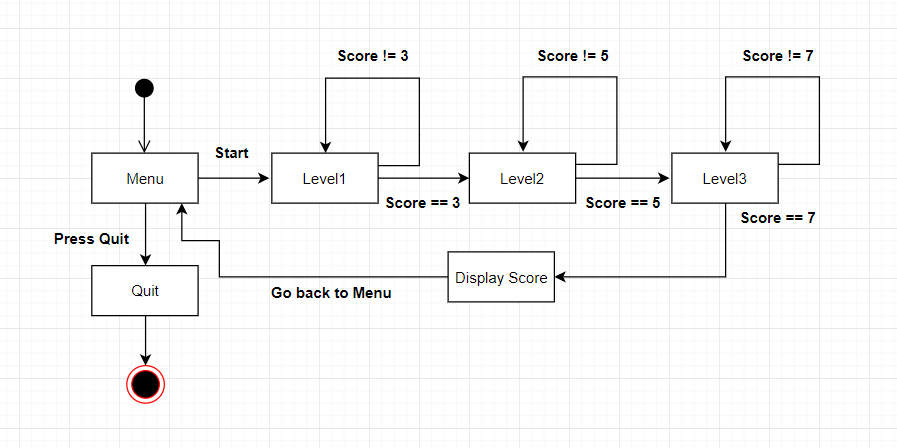 Score != 3
Score != 5
Score != 7
Start
Menu
Level1
Level2
Level3
Score == 3
Score == 5
Score == 7
Press Quit
Display Score
Quit
Go back to Menu